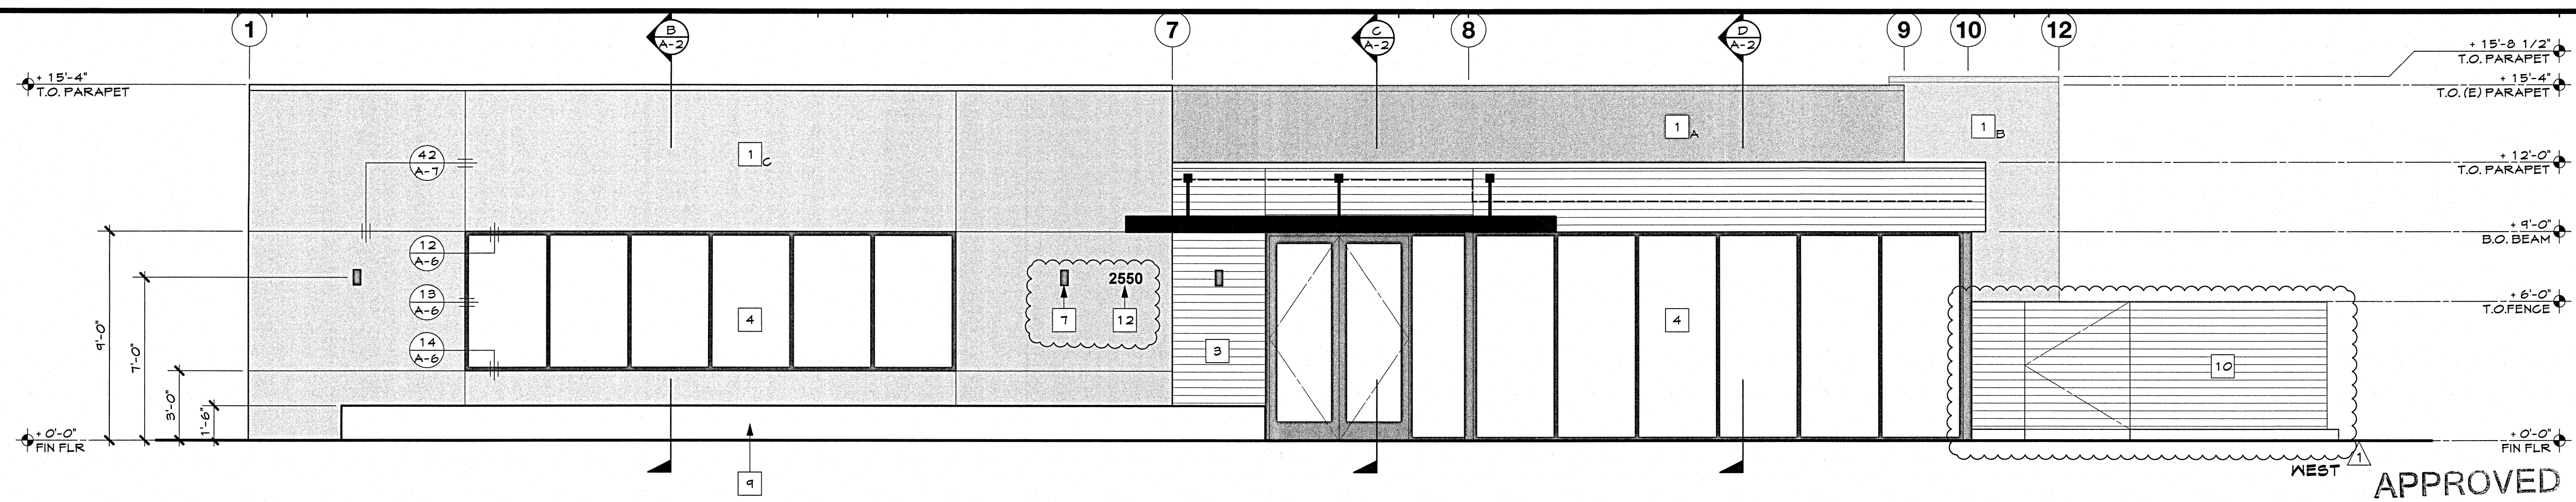 1
B
A-2
7
C
A-2
8
D
A-2
9
10
12
+ 15'-8 1/2"
T.O. PARAPET
+ 15'-4"
T.O. PARAPET
+ 15'-4"
T.O. (E) PARAPET
1 A
1 B
1 C
42
A-7
+ 12'-0"
T.O. PARAPET
12
A-6
+ 9'-0"
B.O. BEAM
13
A-6
2550
7
12
4
4
3
+ 6'-0"
T.O.FENCE
14
A-6
10
9'-0"
7'-0"
3'-0"
1'-6"
+ 0'-0"
FIN FLR
+ 0'-0"
FIN FLR
9
WEST
1
APPROVED